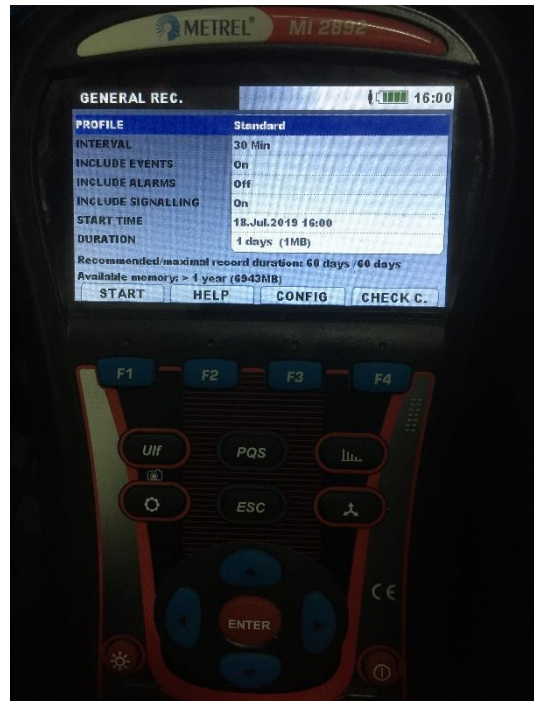 METREL® MI 2892
GENERAL REC. 16:00
PROFILE Standard
INTERVAL 30 Min
INCLUDE EVENTS On
INCLUDE ALARMS Off
INCLUDE SIGNALLING On
START TIME 18.Jul.2019 16:00
DURATION 1 days (1MB)
Recommended/maximal record duration: 60 days /60 days
Available memory: > 1 year (6943MB)
START HELP CONFIG CHECK C.
F1 F2 F3 F4
UIf PQS
ESC
CE
ENTER